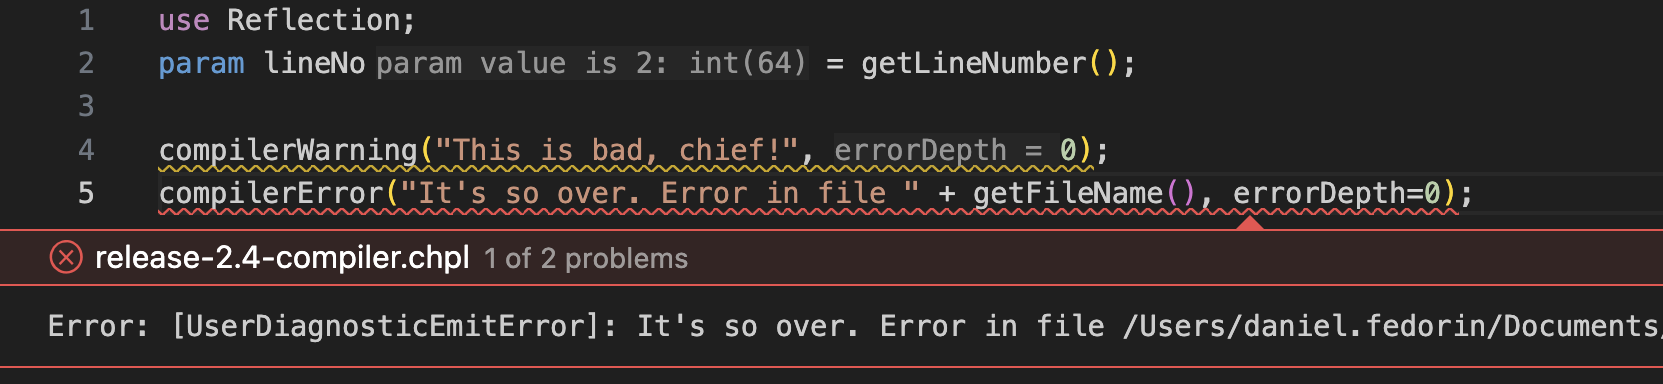 1 use Reflection;
2 param lineNo param value is 2: int(64) = getLineNumber();
3
4 compilerWarning("This is bad, chief!", errorDepth = 0);
5 compilerError("It's so over. Error in file " + getFileName(), errorDepth=0);
release-2.4-compiler.chpl 1 of 2 problems
Error: [UserDiagnosticEmitError]: It's so over. Error in file /Users/daniel.fedorin/Documents/